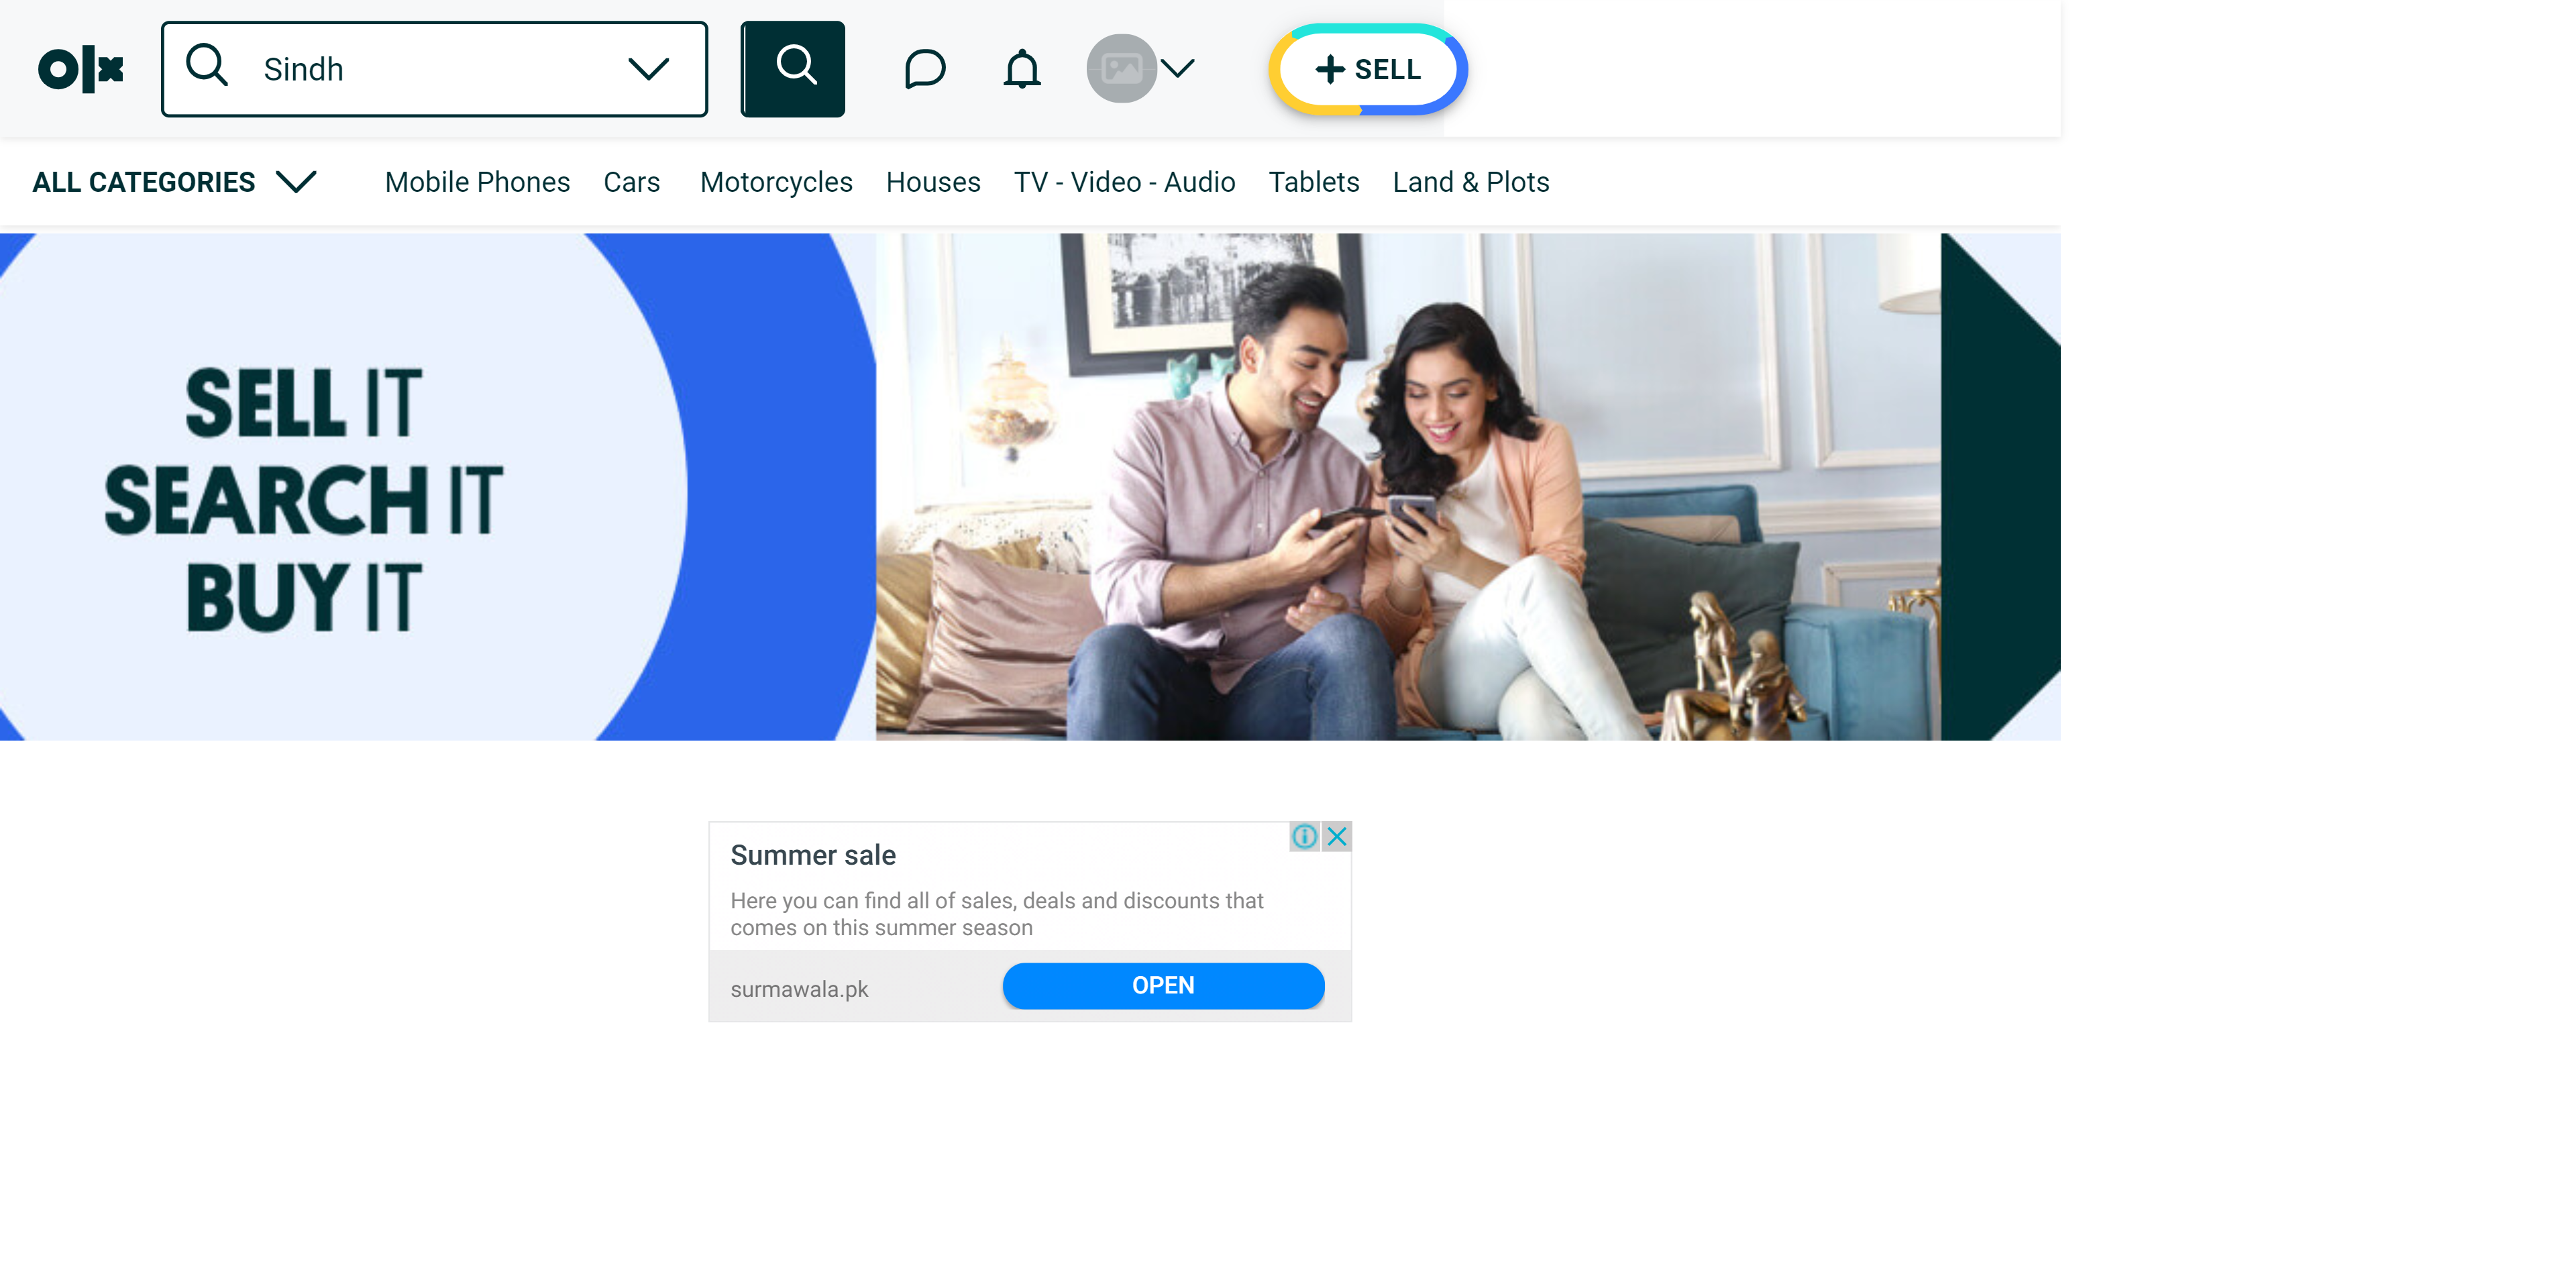 olx
Sindh
SELL
ALL CATEGORIES
Mobile Phones
Cars
Motorcycles
Houses
TV - Video - Audio
Tablets
Land & Plots
SELL IT
SEARCH IT
BUY IT
Summer sale
Here you can find all of sales, deals and discounts that
comes on this summer season
surmawala.pk
OPEN